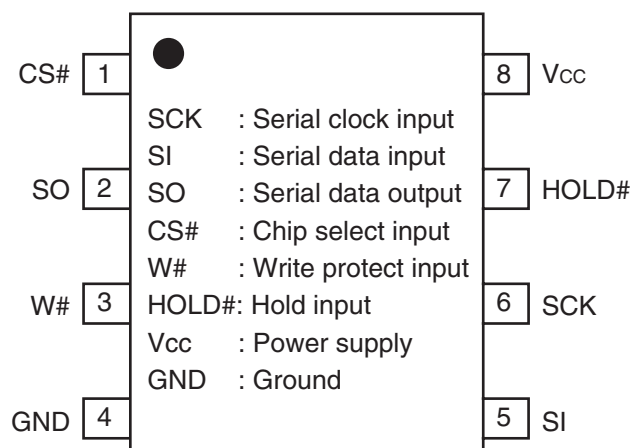 CS# 1
8 Vcc
SCK : Serial clock input
SI : Serial data input
SO 2
SO : Serial data output
7 HOLD#
CS# : Chip select input
W# : Write protect input
W# 3
HOLD#: Hold input
6 SCK
Vcc : Power supply
GND : Ground
GND 4
5 SI